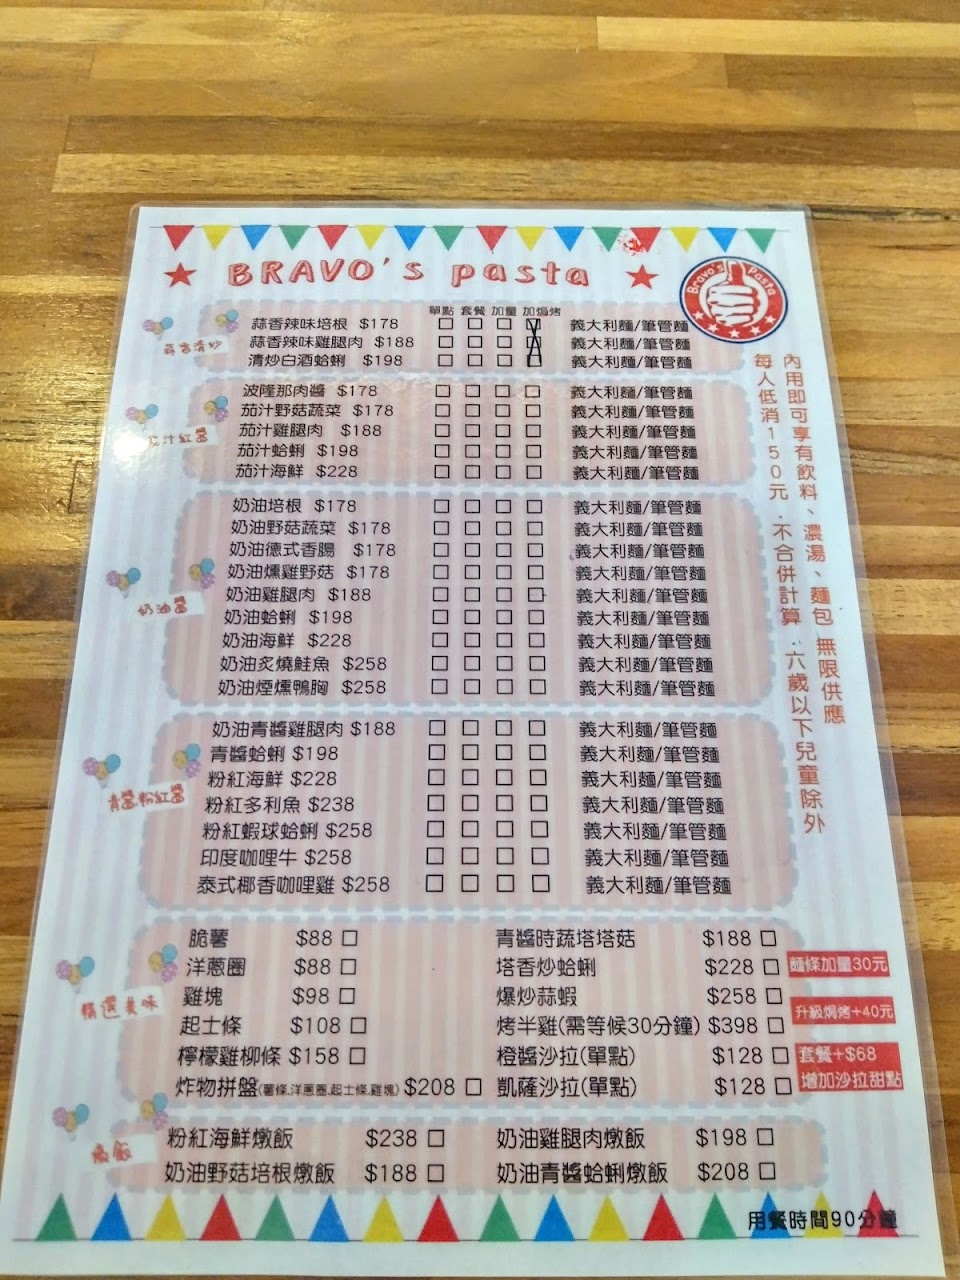 BRAVO's pasta
Bravo's Pasta
單點 套餐 加量 加焗烤
蒜香清炒
蒜香辣味培根 $178 □ □ □ □ 義大利麵/筆管麵
蒜香辣味雞腿肉 $188 □ □ □ □ 義大利麵/筆管麵
清炒白酒蛤蜊 $198 □ □ □ □ 義大利麵/筆管麵
茄汁紅醬
波隆那肉醬 $178 □ □ □ □ 義大利麵/筆管麵
茄汁野菇蔬菜 $178 □ □ □ □ 義大利麵/筆管麵
茄汁雞腿肉 $188 □ □ □ □ 義大利麵/筆管麵
茄汁蛤蜊 $198 □ □ □ □ 義大利麵/筆管麵
茄汁海鮮 $228 □ □ □ □ 義大利麵/筆管麵
奶油醬
奶油培根 $178 □ □ □ □ 義大利麵/筆管麵
奶油野菇蔬菜 $178 □ □ □ □ 義大利麵/筆管麵
奶油德式香腸 $178 □ □ □ □ 義大利麵/筆管麵
奶油燻雞野菇 $178 □ □ □ □ 義大利麵/筆管麵
奶油雞腿肉 $188 □ □ □ □ 義大利麵/筆管麵
奶油蛤蜊 $198 □ □ □ □ 義大利麵/筆管麵
奶油海鮮 $228 □ □ □ □ 義大利麵/筆管麵
奶油炙燒鮭魚 $258 □ □ □ □ 義大利麵/筆管麵
奶油煙燻鴨胸 $258 □ □ □ □ 義大利麵/筆管麵
青醬粉紅醬
奶油青醬雞腿肉 $188 □ □ □ □ 義大利麵/筆管麵
青醬蛤蜊 $198 □ □ □ □ 義大利麵/筆管麵
粉紅海鮮 $228 □ □ □ □ 義大利麵/筆管麵
粉紅多利魚 $238 □ □ □ □ 義大利麵/筆管麵
粉紅蝦球蛤蜊 $258 □ □ □ □ 義大利麵/筆管麵
印度咖哩牛 $258 □ □ □ □ 義大利麵/筆管麵
泰式椰香咖哩雞 $258 □ □ □ □ 義大利麵/筆管麵
內用即可享有飲料、濃湯、麵包 無限供應
每人低消150元．不合併計算．六歲以下兒童除外
精選美味
脆薯 $88 □ 青醬時蔬塔塔菇 $188 □
洋蔥圈 $88 □ 塔香炒蛤蜊 $228 □
雞塊 $98 □ 爆炒蒜蝦 $258 □
起士條 $108 □ 烤半雞(需等候30分鐘) $398 □
檸檬雞柳條 $158 □ 橙醬沙拉(單點) $128 □
炸物拼盤(薯條.洋蔥圈.起士條.雞塊) $208 □ 凱薩沙拉(單點) $128 □
麵條加量30元
升級焗烤+40元
套餐+$68
增加沙拉甜點
燉飯
粉紅海鮮燉飯 $238 □ 奶油雞腿肉燉飯 $198 □
奶油野菇培根燉飯 $188 □ 奶油青醬蛤蜊燉飯 $208 □
用餐時間90分鐘